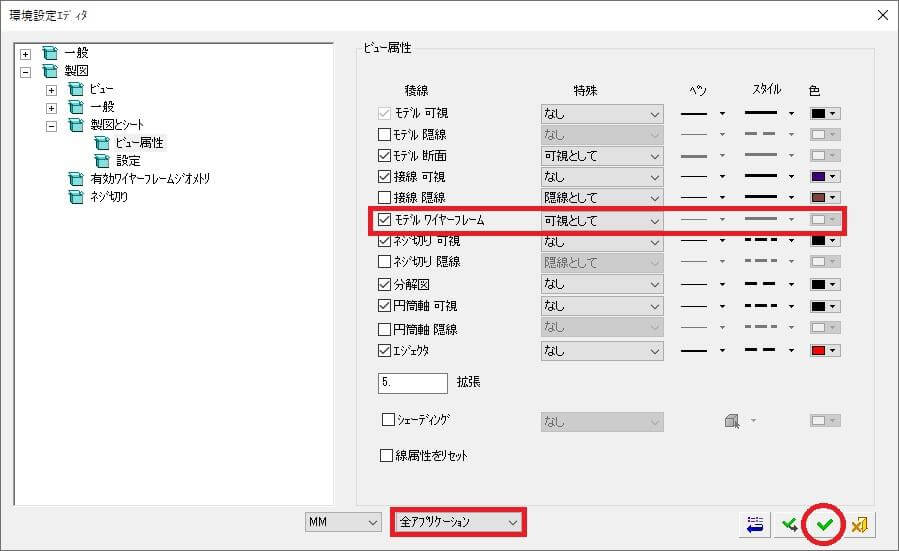 環境設定エディタ
一般
製図
ビュー
一般
製図とシート
ビュー属性
設定
有効ワイヤーフレームジオメトリ
ネジ切り
ビュー属性
稜線 特殊 ペン スタイル 色
モデル 可視 なし
モデル 隠線 なし
モデル 断面 可視として
接線 可視 なし
接線 隠線 隠線として
モデル ワイヤーフレーム 可視として
ネジ切り 可視 なし
ネジ切り 隠線 隠線として
分解図 なし
円筒軸 可視 なし
円筒軸 隠線 なし
エジェクタ なし
5. 拡張
シェーディング なし
線属性をリセット
MM 全アプリケーション